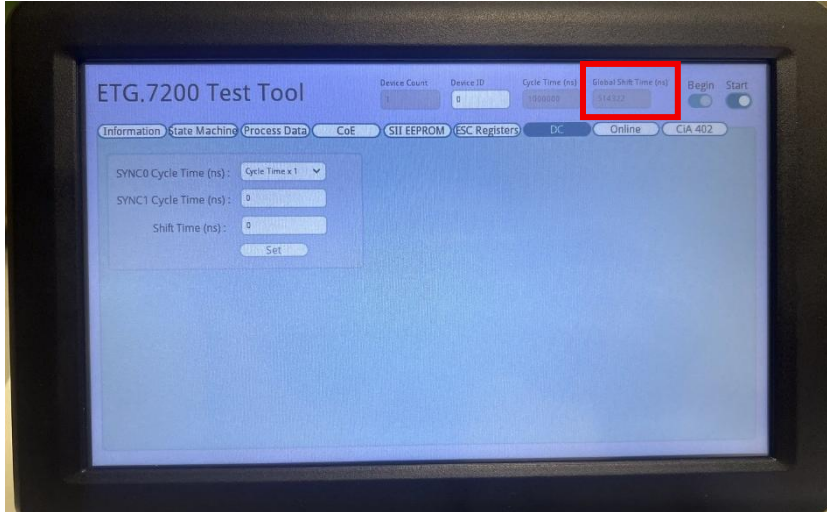 ETG.7200 Test Tool
Device Count
Device ID
Cycle Time (ns)
Global Shift Time (ns)
Begin
Start
1
0
1000000
514322
Information
State Machine
Process Data
CoE
SII EEPROM
ESC Registers
DC
Online
CiA 402
SYNC0 Cycle Time (ns) :
Cycle Time x 1
SYNC1 Cycle Time (ns) :
0
Shift Time (ns) :
0
Set